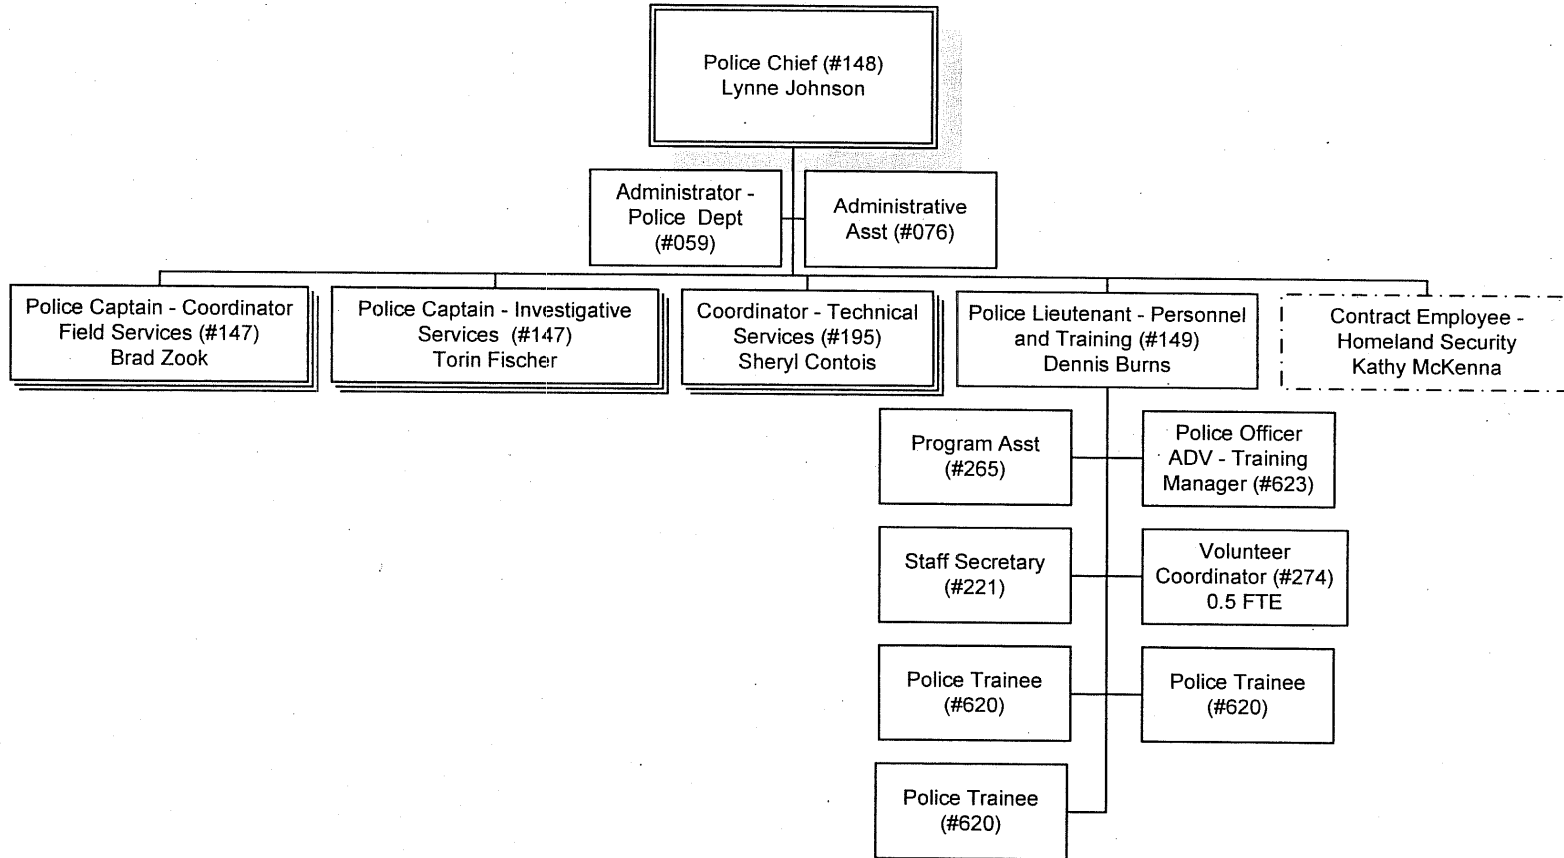 Police Chief (#148)
Lynne Johnson
Administrator -
Police Dept
(#059)
Administrative
Asst (#076)
Police Captain - Coordinator
Field Services (#147)
Brad Zook
Police Captain - Investigative
Services (#147)
Torin Fischer
Coordinator - Technical
Services (#195)
Sheryl Contois
Police Lieutenant - Personnel
and Training (#149)
Dennis Burns
Contract Employee -
Homeland Security
Kathy McKenna
Program Asst
(#265)
Police Officer
ADV - Training
Manager (#623)
Staff Secretary
(#221)
Volunteer
Coordinator (#274)
0.5 FTE
Police Trainee
(#620)
Police Trainee
(#620)
Police Trainee
(#620)